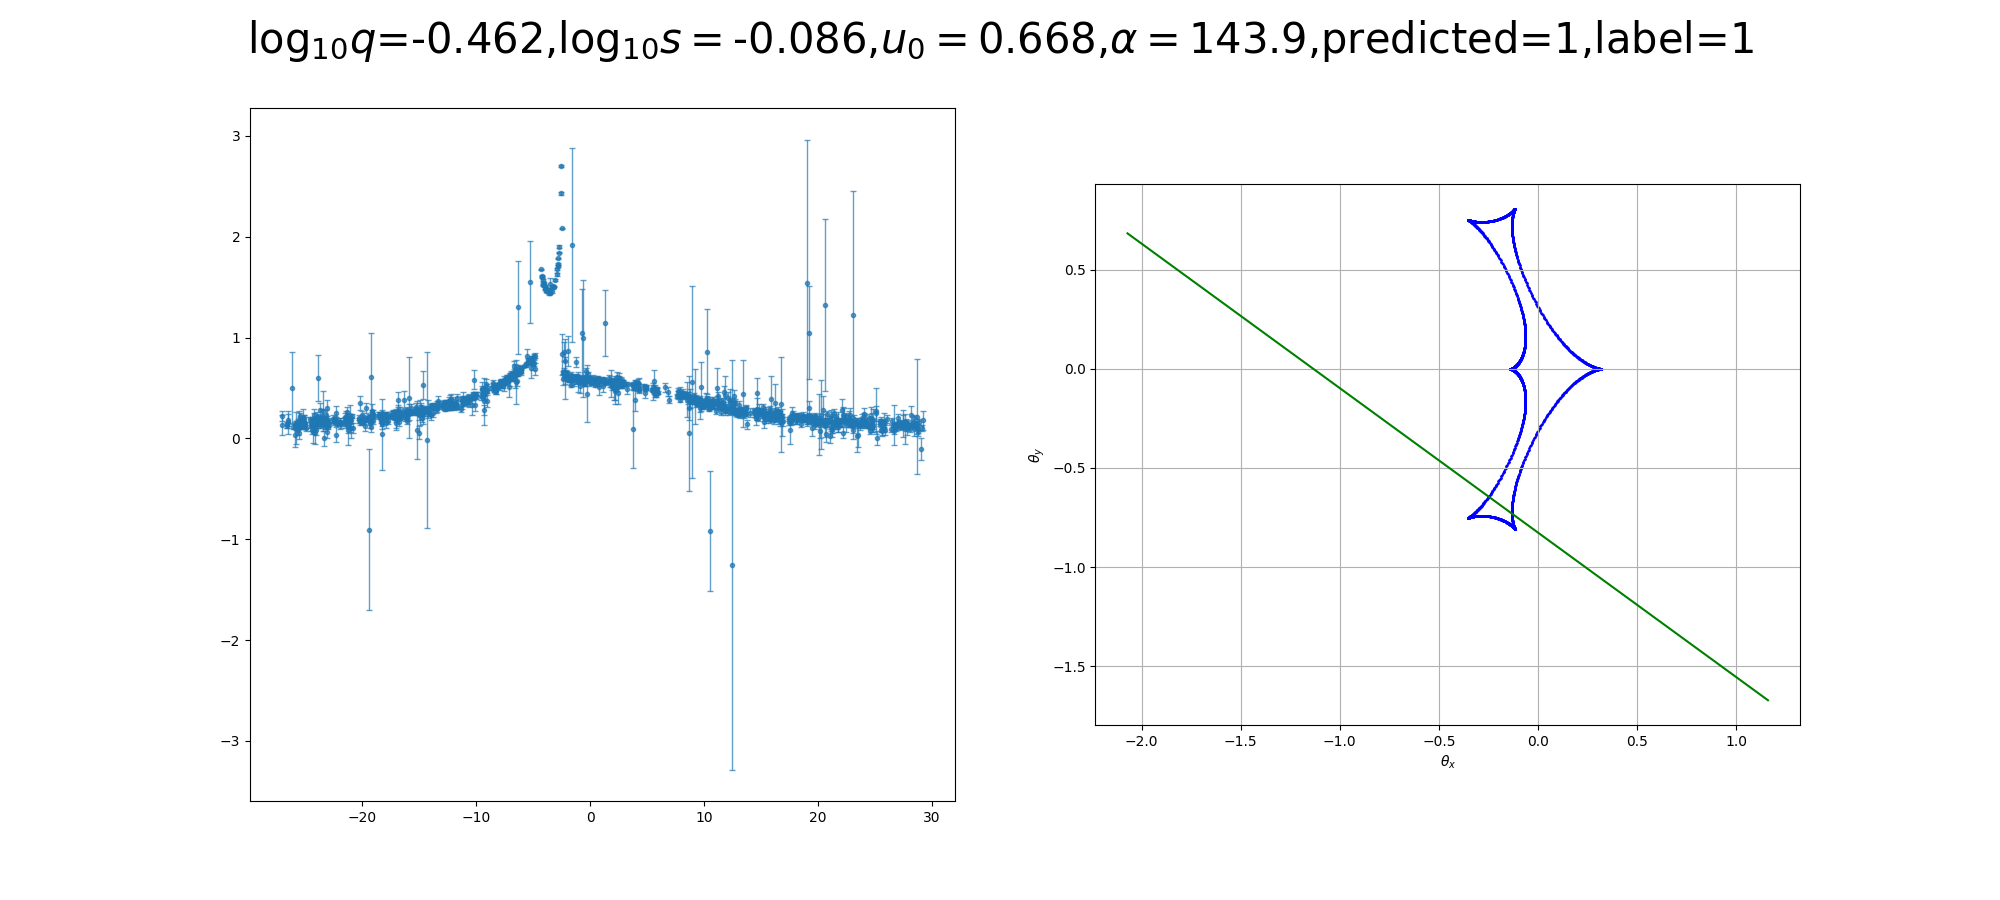 log₁₀q=-0.462,log₁₀s = -0.086,u₀ = 0.668,α = 143.9,predicted=1,label=1
3
2
1
0
−1
−2
−3
−20 −10 0 10 20 30
θy
0.5
0.0
−0.5
−1.0
−1.5
−2.0 −1.5 −1.0 −0.5 0.0 0.5 1.0
θx